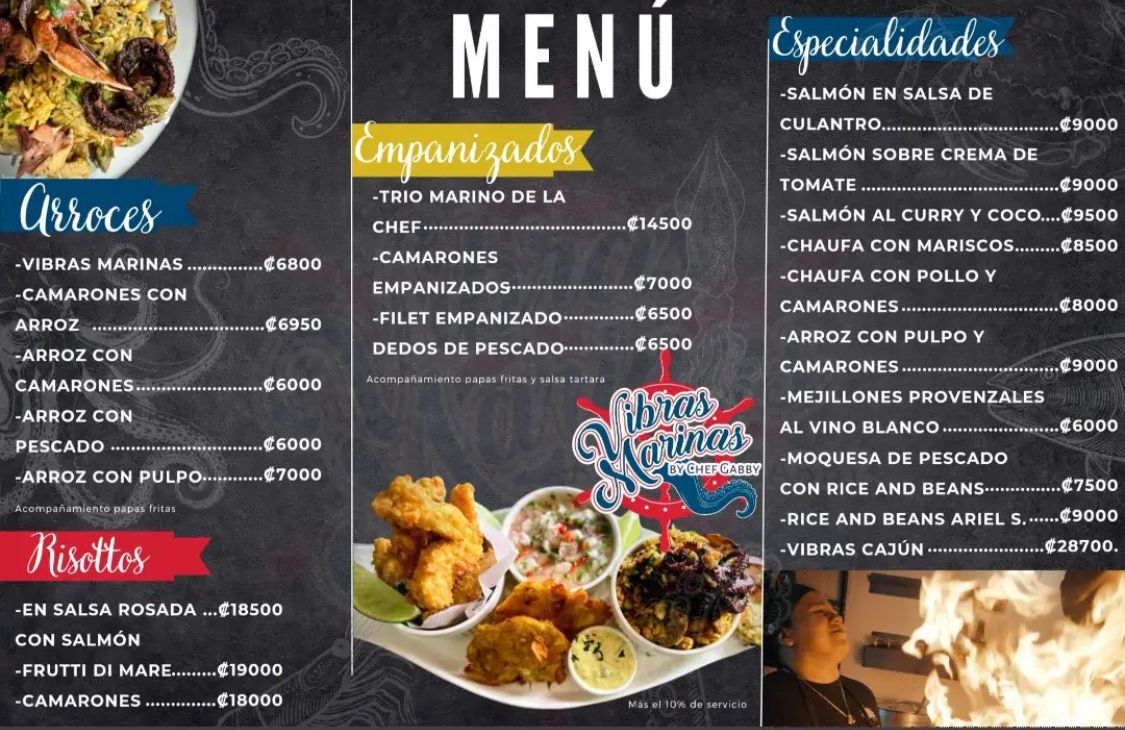 Arroces
-VIBRAS MARINAS ..............₡6800
-CAMARONES CON
ARROZ ................................₡6950
-ARROZ CON
CAMARONES.......................₡6000
-ARROZ CON
PESCADO ............................₡6000
-ARROZ CON PULPO...........₡7000
Acompañamiento papas fritas
Risottos
-EN SALSA ROSADA ...₡18500
CON SALMÓN
-FRUTTI DI MARE........₡19000
-CAMARONES .............₡18000
MENÚ
Empanizados
-TRIO MARINO DE LA
CHEF.....................................₡14500
-CAMARONES
EMPANIZADOS.......................₡7000
-FILET EMPANIZADO.............₡6500
DEDOS DE PESCADO.............₡6500
Acompañamiento papas fritas y salsa tartara
Vibras
Marinas
BY CHEF GABBY
Más el 10% de servicio
Especialidades
-SALMÓN EN SALSA DE
CULANTRO................................₡9000
-SALMÓN SOBRE CREMA DE
TOMATE ....................................₡9000
-SALMÓN AL CURRY Y COCO....₡9500
-CHAUFA CON MARISCOS........₡8500
-CHAUFA CON POLLO Y
CAMARONES.............................₡8000
-ARROZ CON PULPO Y
CAMARONES.............................₡9000
-MEJILLONES PROVENZALES
AL VINO BLANCO.....................₡6000
-MOQUESA DE PESCADO
CON RICE AND BEANS..............₡7500
-RICE AND BEANS ARIEL S. ......₡9000
-VIBRAS CAJÚN .....................₡28700.